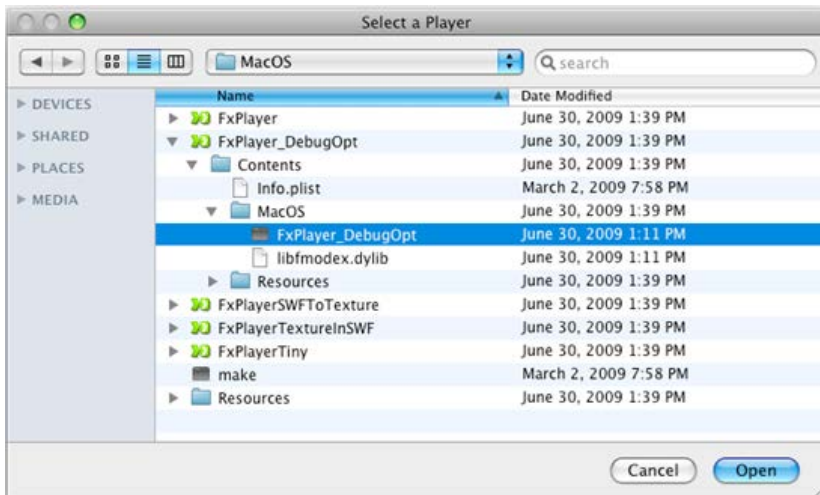 Select a Player
MacOS
search
DEVICES
SHARED
PLACES
MEDIA
Name Date Modified
FxPlayer June 30, 2009 1:39 PM
FxPlayer_DebugOpt June 30, 2009 1:39 PM
Contents June 30, 2009 1:39 PM
Info.plist March 2, 2009 7:58 PM
MacOS June 30, 2009 1:39 PM
FxPlayer_DebugOpt June 30, 2009 1:11 PM
libfmodex.dylib June 30, 2009 1:11 PM
Resources June 30, 2009 1:39 PM
FxPlayerSWFToTexture June 30, 2009 1:39 PM
FxPlayerTextureInSWF June 30, 2009 1:39 PM
FxPlayerTiny June 30, 2009 1:39 PM
make March 2, 2009 7:58 PM
Resources June 30, 2009 1:39 PM
Cancel Open